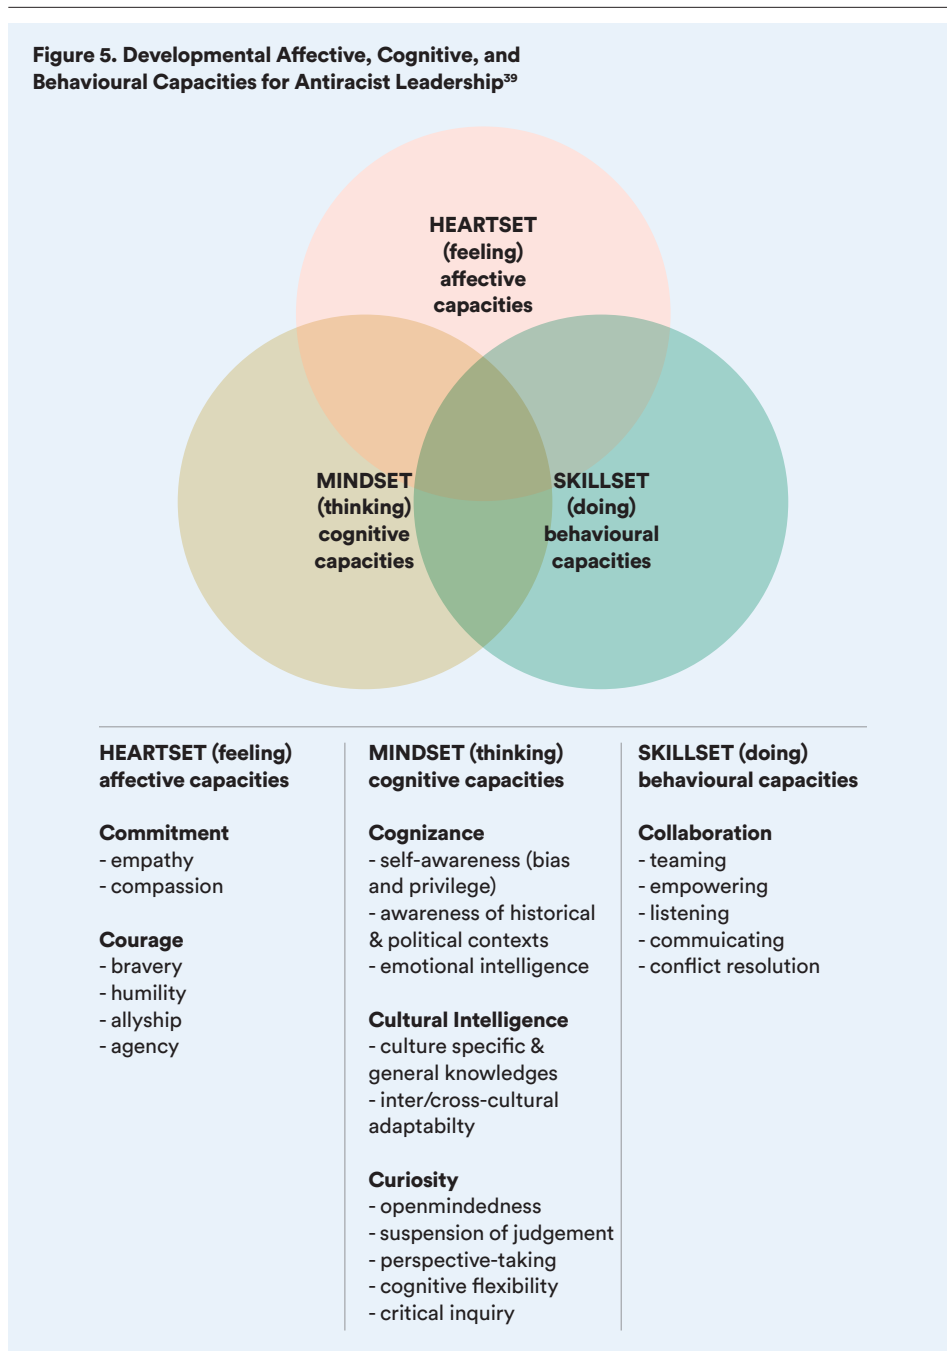 Figure 5. Developmental Affective, Cognitive, and
Behavioural Capacities for Antiracist Leadership³⁹
HEARTSET
(feeling)
affective
capacities
MINDSET
(thinking)
cognitive
capacities
SKILLSET
(doing)
behavioural
capacities
HEARTSET (feeling)
affective capacities
Commitment
- empathy
- compassion
Courage
- bravery
- humility
- allyship
- agency
MINDSET (thinking)
cognitive capacities
Cognizance
- self-awareness (bias
and privilege)
- awareness of historical
& political contexts
- emotional intelligence
Cultural Intelligence
- culture specific &
general knowledges
- inter/cross-cultural
adaptabilty
Curiosity
- openmindedness
- suspension of judgement
- perspective-taking
- cognitive flexibility
- critical inquiry
SKILLSET (doing)
behavioural capacities
Collaboration
- teaming
- empowering
- listening
- commuicating
- conflict resolution